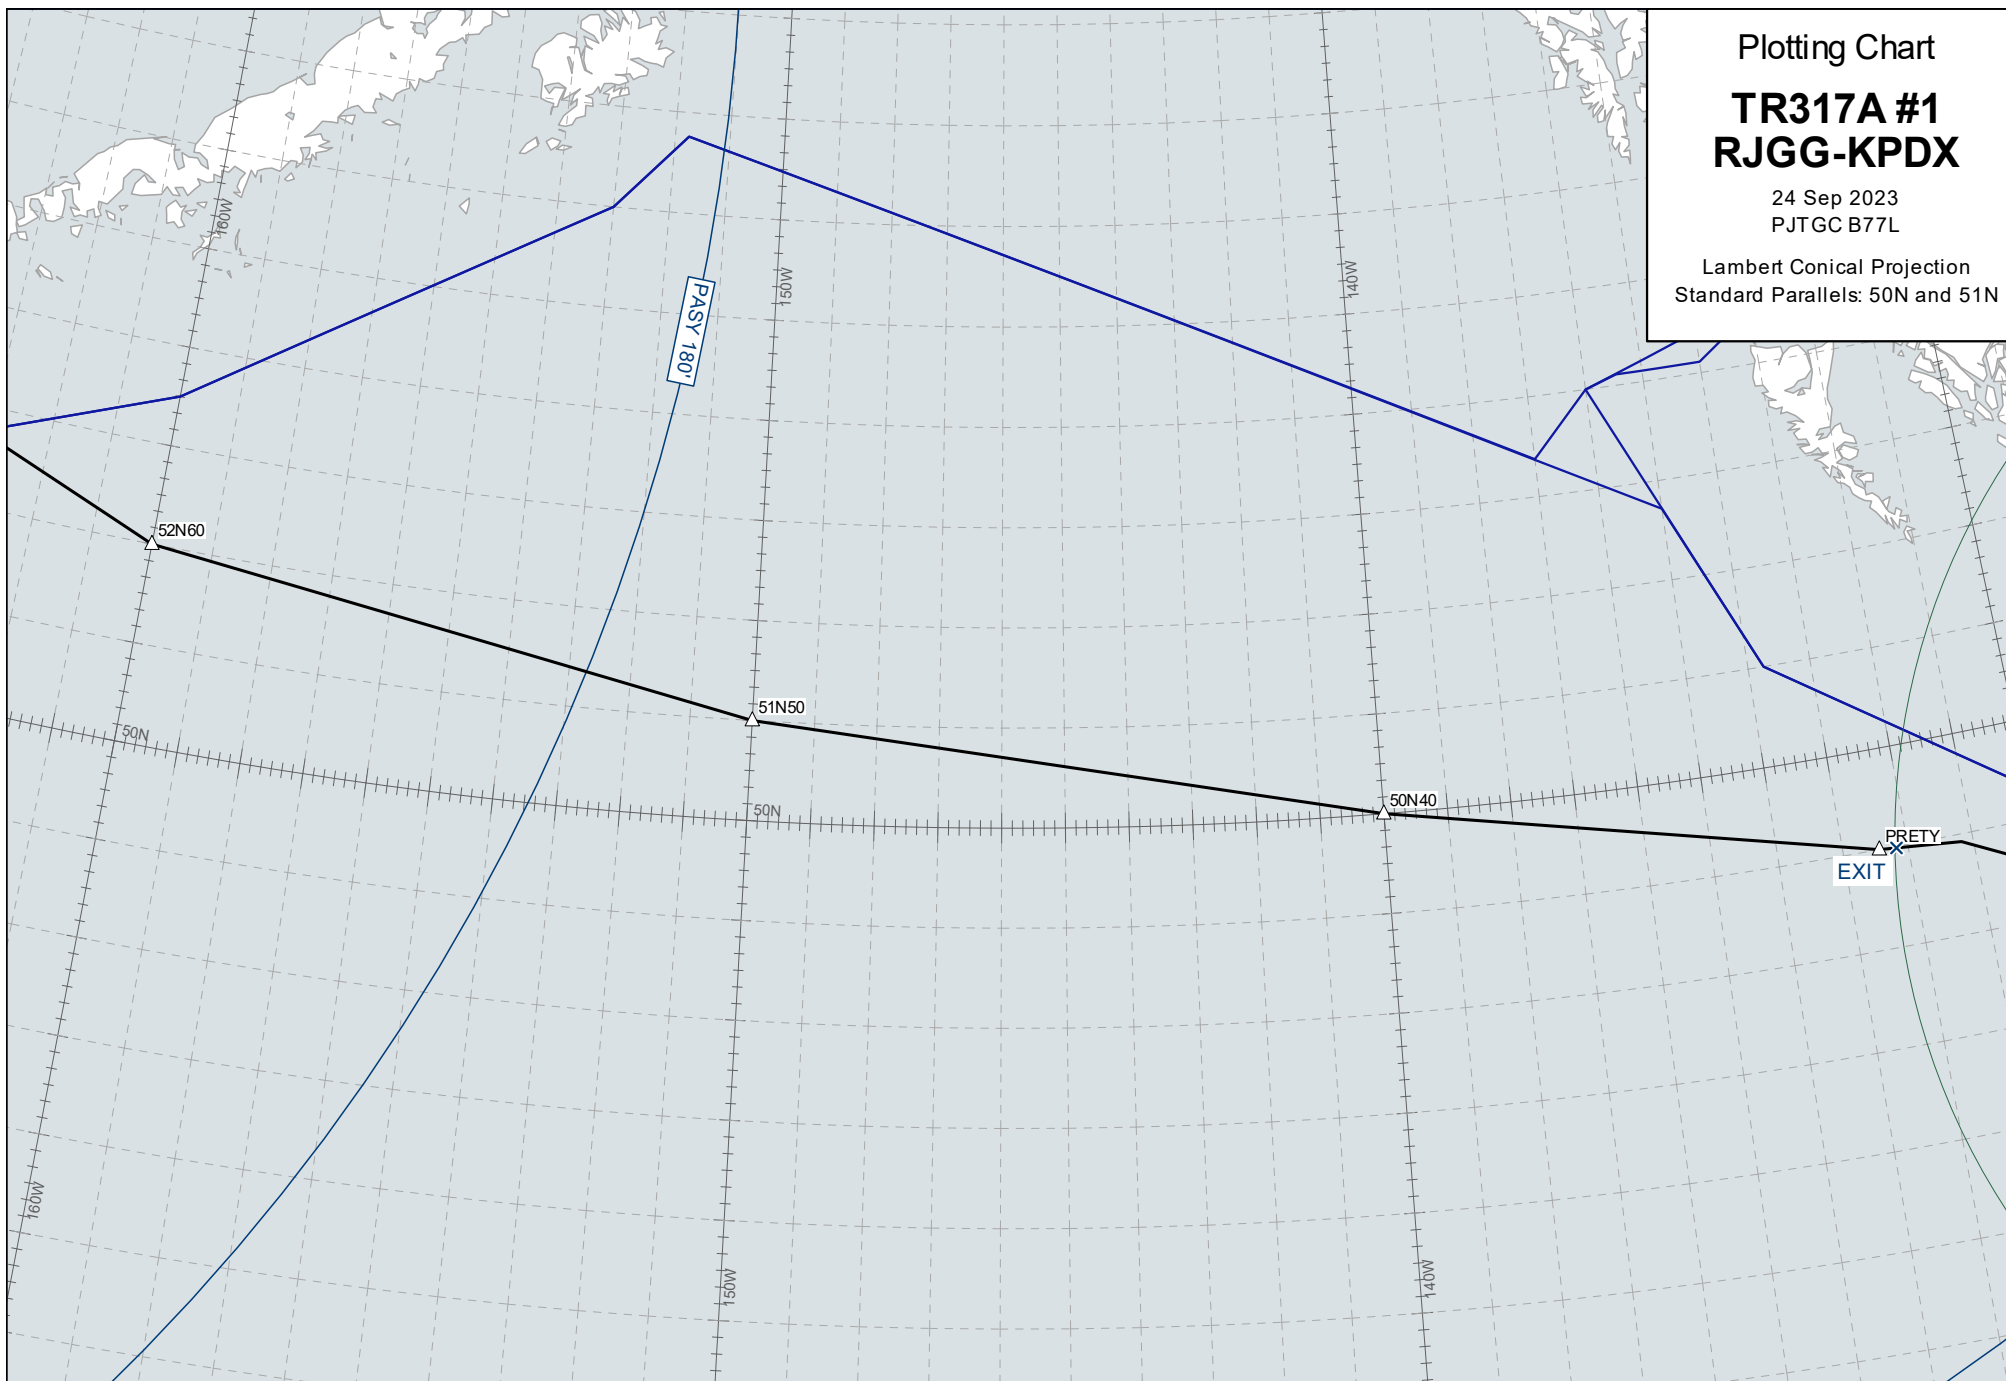 Plotting Chart
TR317A #1
RJGG-KPDX
24 Sep 2023
PJTGC B77L
Lambert Conical Projection
Standard Parallels: 50N and 51N
160W
150W
140W
PASY 180'
52N60
51N50
50N
50N
50N40
PRETY
EXIT
160W
150W
140W